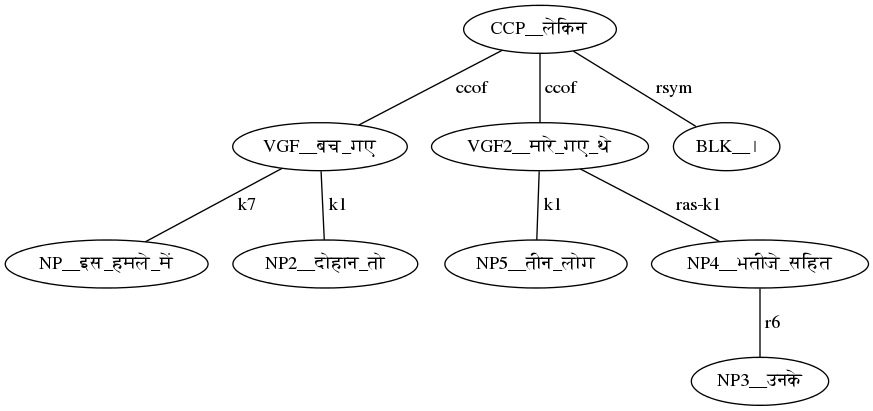 CCP__लेकिन
ccof ccof rsym
VGF__बच_गए VGF2__मारे_गए_थे BLK__।
k7 k1 k1 ras-k1
NP__इस_हमले_में NP2__दोहान_तो NP5__तीन_लोग NP4__भतीजे_सहित
r6
NP3__उनके